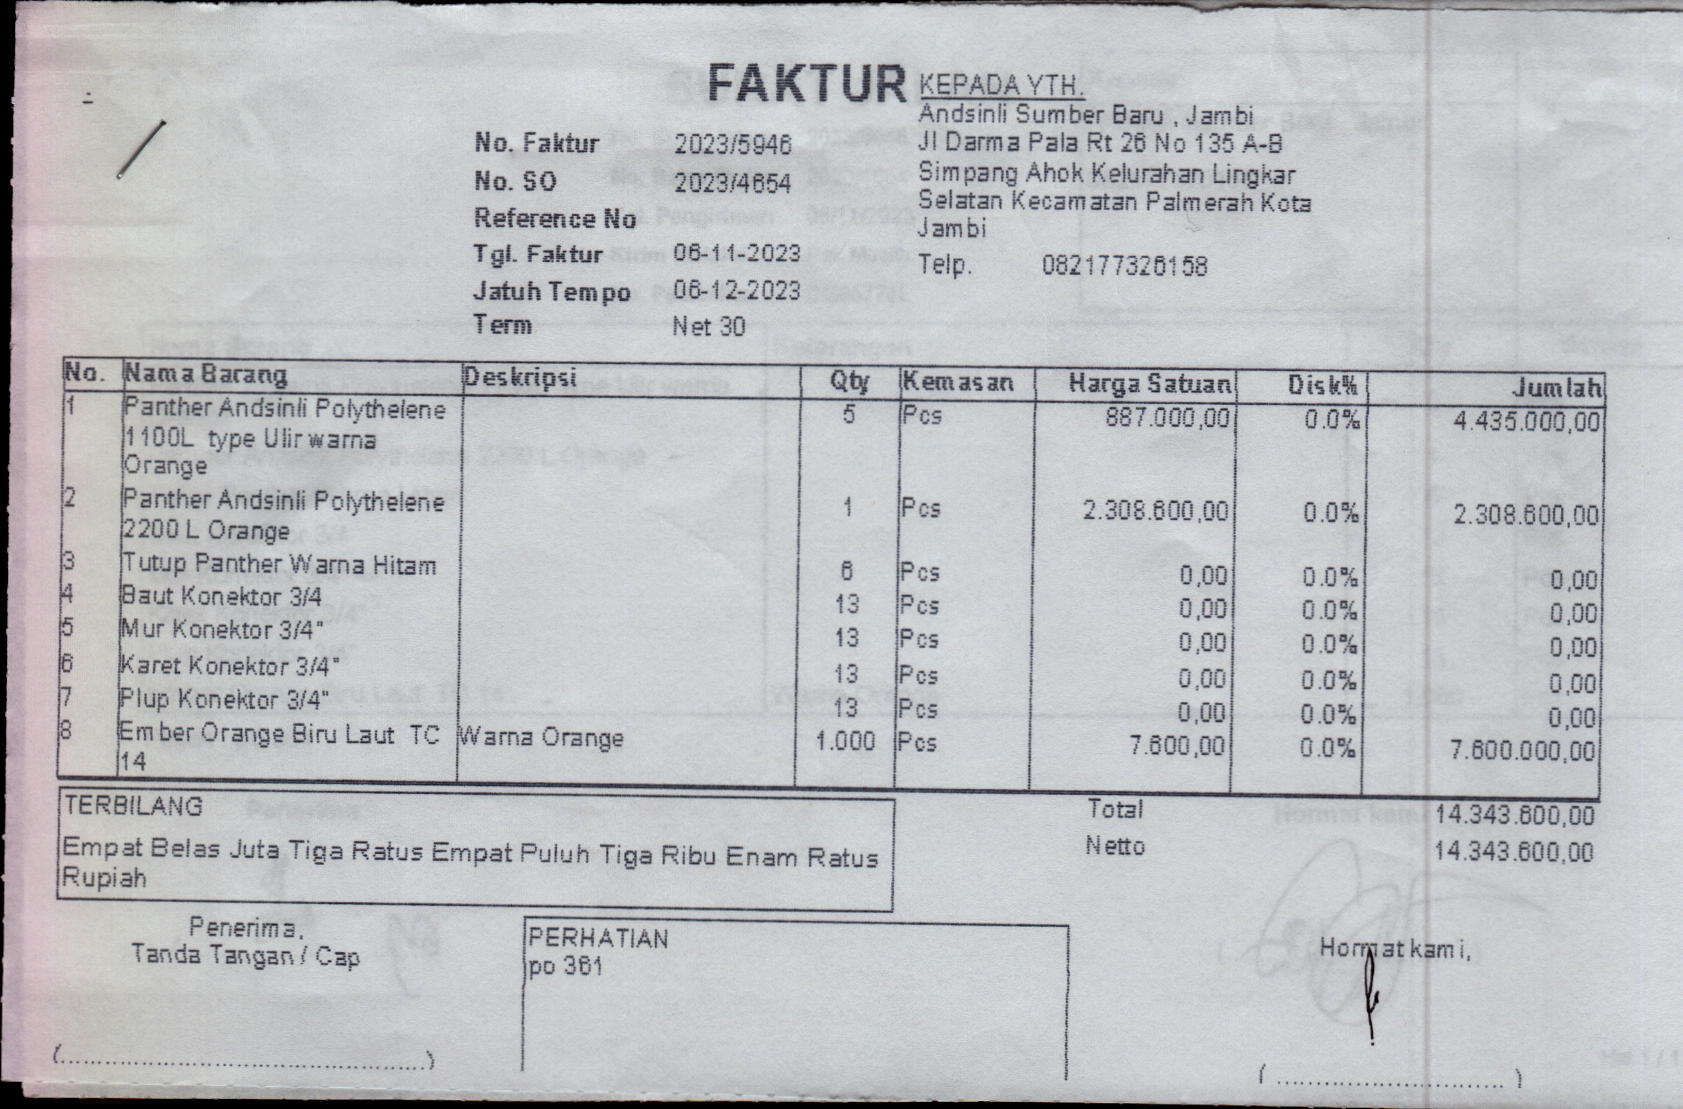 FAKTUR
No. Faktur 2023/5946
No. SO 2023/4654
Reference No
Tgl. Faktur 06-11-2023
Jatuh Tempo 06-12-2023
Term Net 30
KEPADA YTH.
Andsinli Sumber Baru , Jambi
Jl Darma Pala Rt 26 No 135 A-B
Simpang Ahok Kelurahan Lingkar
Selatan Kecamatan Palmerah Kota
Jambi
Telp. 082177326158
No. Nama Barang Deskripsi Qty Kemasan Harga Satuan Disk% Jumlah
1 Panther Andsinli Polythelene 5 Pcs 887.000,00 0.0% 4.435.000,00
1100L type Ulir warna
Orange
2 Panther Andsinli Polythelene 1 Pcs 2.308.600,00 0.0% 2.308.600,00
2200 L Orange
3 Tutup Panther Warna Hitam 6 Pcs 0,00 0.0% 0,00
4 Baut Konektor 3/4 13 Pcs 0,00 0.0% 0,00
5 Mur Konektor 3/4" 13 Pcs 0,00 0.0% 0,00
6 Karet Konektor 3/4" 13 Pcs 0,00 0.0% 0,00
7 Plup Konektor 3/4" 13 Pcs 0,00 0.0% 0,00
8 Ember Orange Biru Laut TC Warna Orange 1.000 Pcs 7.600,00 0.0% 7.600.000,00
14
TERBILANG
Empat Belas Juta Tiga Ratus Empat Puluh Tiga Ribu Enam Ratus
Rupiah
Total 14.343.600,00
Netto 14.343.600,00
Penerima,
Tanda Tangan / Cap
PERHATIAN
po 361
Hormat kami,